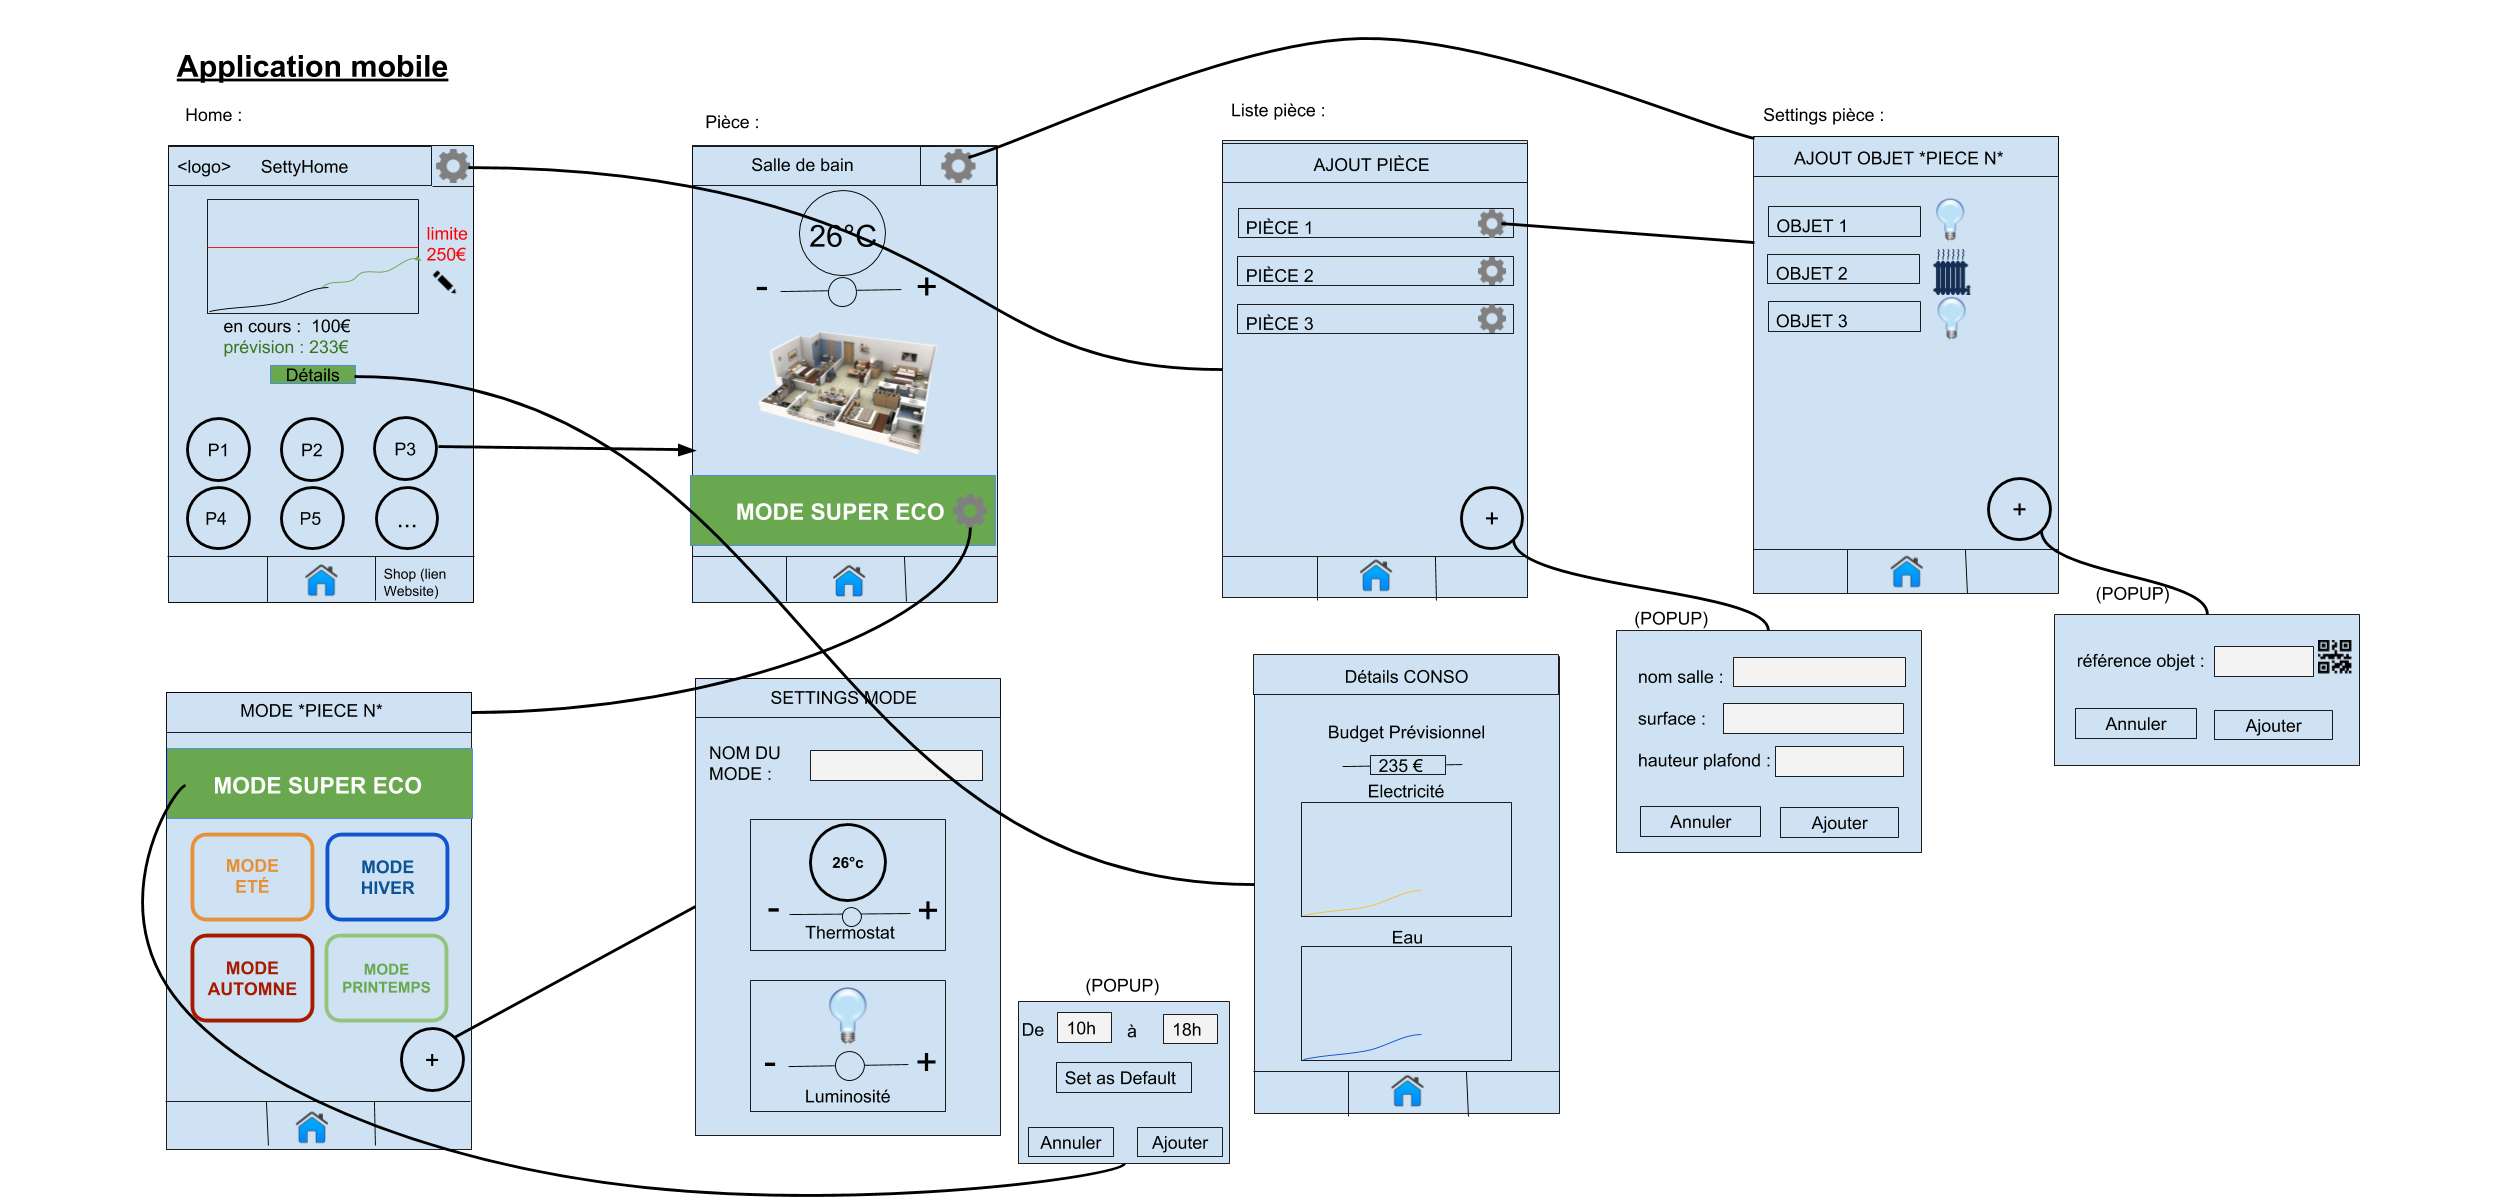 Application mobile
Home :
<logo> SettyHome
limite
250€
en cours : 100€
prévision : 233€
Détails
P1
P2
P3
P4
P5
...
Shop (lien
Website)
Pièce :
Salle de bain
26°C
- +
MODE SUPER ECO
Liste pièce :
AJOUT PIÈCE
PIÈCE 1
PIÈCE 2
PIÈCE 3
+
Settings pièce :
AJOUT OBJET *PIECE N*
OBJET 1
OBJET 2
OBJET 3
+
(POPUP)
nom salle :
surface :
hauteur plafond :
Annuler
Ajouter
(POPUP)
référence objet :
Annuler
Ajouter
MODE *PIECE N*
MODE SUPER ECO
MODE
ETÉ
MODE
HIVER
MODE
AUTOMNE
MODE
PRINTEMPS
+
SETTINGS MODE
NOM DU
MODE :
26°c
- +
Thermostat
- +
Luminosité
(POPUP)
De 10h à 18h
Set as Default
Annuler
Ajouter
Détails CONSO
Budget Prévisionnel
235 €
Electricité
Eau